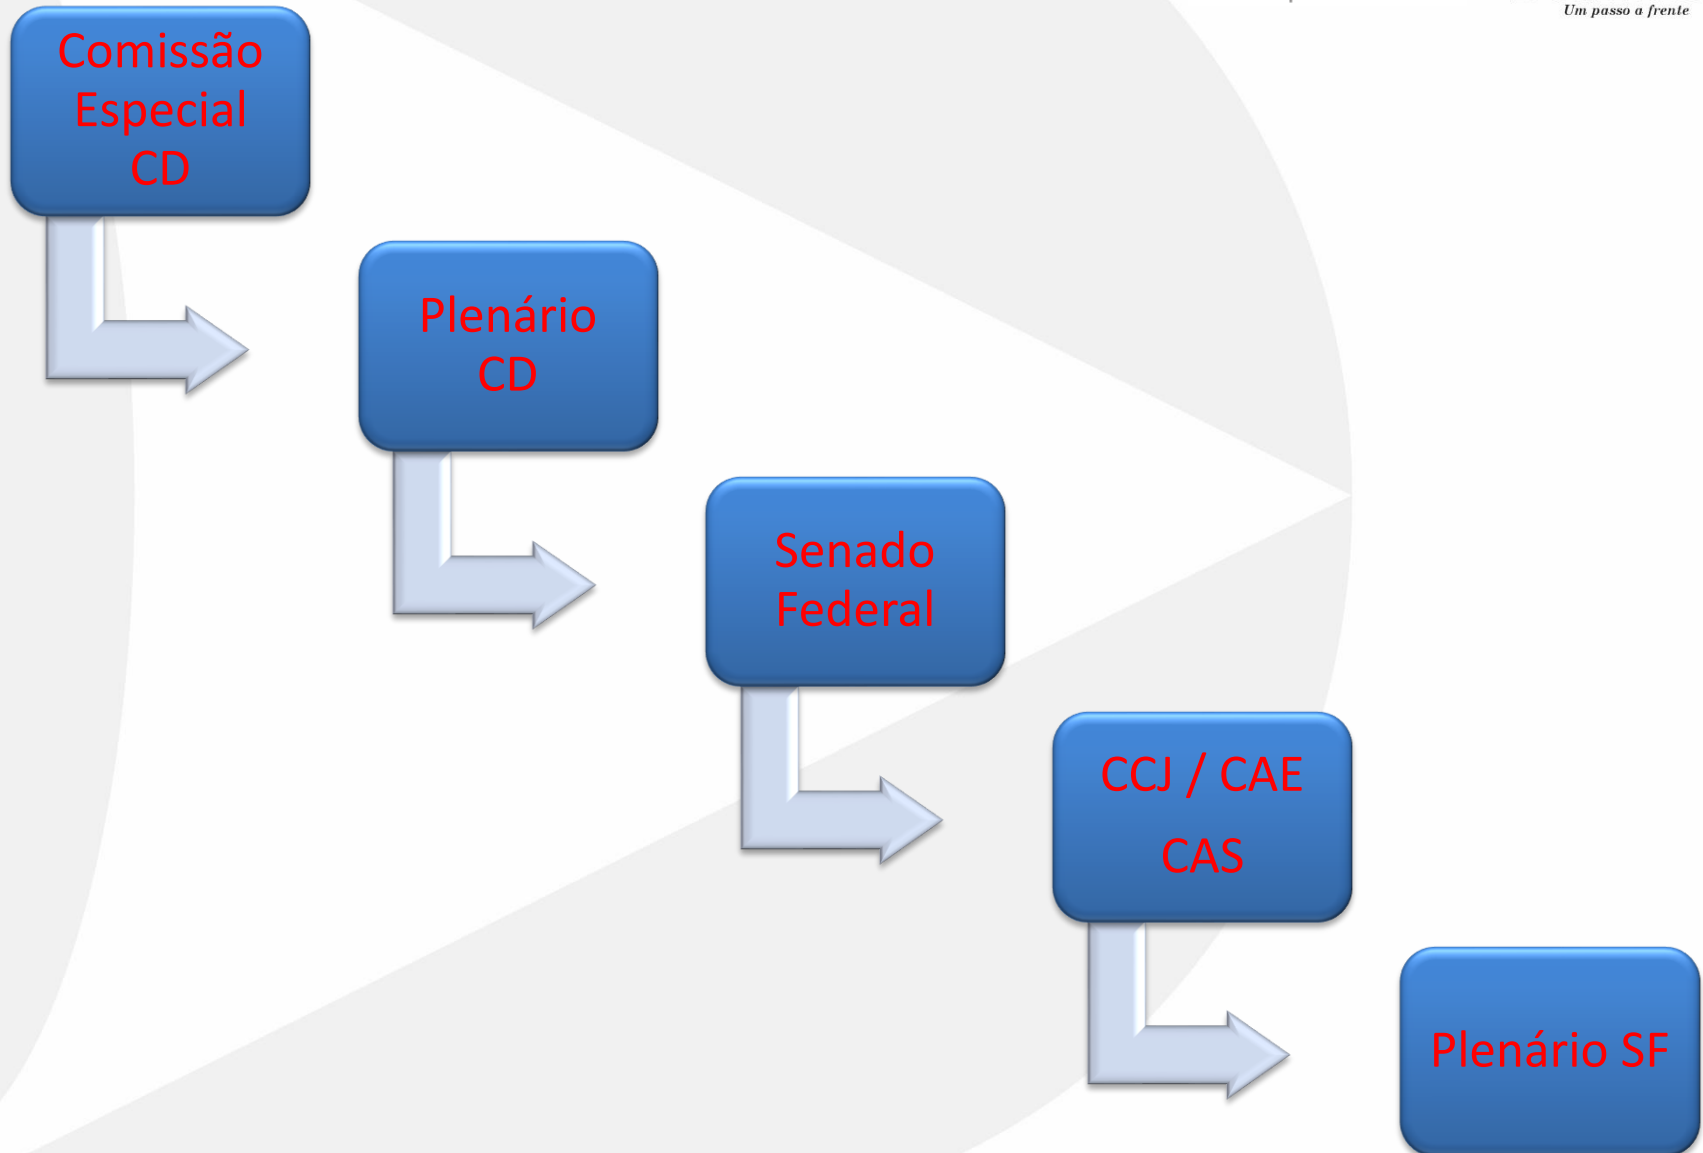 Um passo a frente
Comissão
Especial
CD
Plenário
CD
Senado
Federal
CCJ / CAE
CAS
Plenário SF